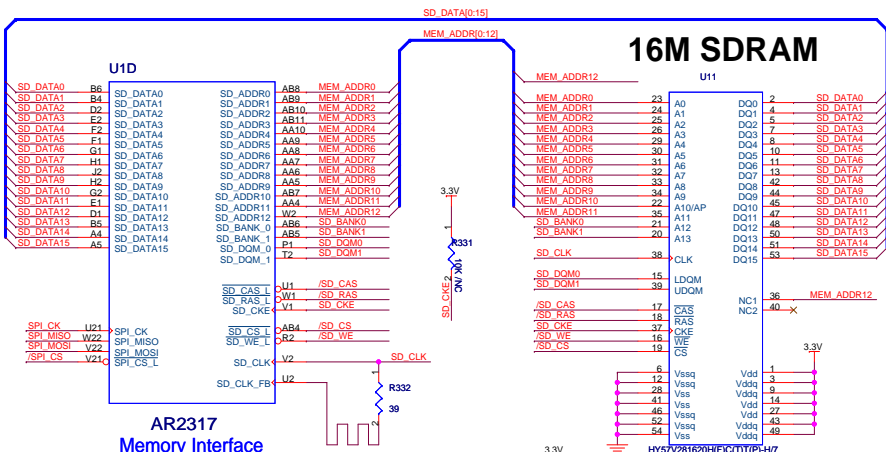 SD_DATA[0:15]
MEM_ADDR[0:12]
16M SDRAM
U1D
U11
MEM_ADDR12
SD_DATA0 B6 SD_DATA0 SD_ADDR0 AB8 MEM_ADDR0
SD_DATA1 B4 SD_DATA1 SD_ADDR1 AB9 MEM_ADDR1
SD_DATA2 D2 SD_DATA2 SD_ADDR2 AB10 MEM_ADDR2
SD_DATA3 E2 SD_DATA3 SD_ADDR3 AB11 MEM_ADDR3
SD_DATA4 F2 SD_DATA4 SD_ADDR4 AA10 MEM_ADDR4
SD_DATA5 F1 SD_DATA5 SD_ADDR5 AA9 MEM_ADDR5
SD_DATA6 G1 SD_DATA6 SD_ADDR6 AA8 MEM_ADDR6
SD_DATA7 H1 SD_DATA7 SD_ADDR7 AA7 MEM_ADDR7
SD_DATA8 J2 SD_DATA8 SD_ADDR8 AA6 MEM_ADDR8
SD_DATA9 H2 SD_DATA9 SD_ADDR9 AA5 MEM_ADDR9
SD_DATA10 G2 SD_DATA10 SD_ADDR10 AB7 MEM_ADDR10
SD_DATA11 E1 SD_DATA11 SD_ADDR11 AA4 MEM_ADDR11
SD_DATA12 D1 SD_DATA12 SD_ADDR12 W2 MEM_ADDR12
SD_DATA13 B5 SD_DATA13 SD_BANK_0 AB6 SD_BANK0
SD_DATA14 A4 SD_DATA14 SD_BANK_1 AB5 SD_BANK1
SD_DATA15 A5 SD_DATA15 SD_DQM_0 P1 SD_DQM0
SD_DQM_1 T2 SD_DQM1
SD_CAS_L U1 /SD_CAS
SD_RAS_L W1 /SD_RAS
SD_CKE V1 SD_CKE
SPI_CK U21 SPI_CK SD_CS_L AB4 /SD_CS
SPI_MISO W22 SPI_MISO SD_WE_L R2 /SD_WE
SPI_MOSI V22 SPI_MOSI
/SPI_CS V21 SPI_CS_L SD_CLK V2 SD_CLK
SD_CLK_FB U2
1
R332
39
2
AR2317
Memory Interface
3.3V
1
R331
10K /NC
2
SD_CKE
MEM_ADDR0 23 A0 DQ0 2 SD_DATA0
MEM_ADDR1 24 A1 DQ1 4 SD_DATA1
MEM_ADDR2 25 A2 DQ2 5 SD_DATA2
MEM_ADDR3 26 A3 DQ3 7 SD_DATA3
MEM_ADDR4 29 A4 DQ4 8 SD_DATA4
MEM_ADDR5 30 A5 DQ5 10 SD_DATA5
MEM_ADDR6 31 A6 DQ6 11 SD_DATA6
MEM_ADDR7 32 A7 DQ7 13 SD_DATA7
MEM_ADDR8 33 A8 DQ8 42 SD_DATA8
MEM_ADDR9 34 A9 DQ9 44 SD_DATA9
MEM_ADDR10 22 A10/AP DQ10 45 SD_DATA10
MEM_ADDR11 35 A11 DQ11 47 SD_DATA11
SD_BANK0 21 A12 DQ12 48 SD_DATA12
SD_BANK1 20 A13 DQ13 50 SD_DATA13
DQ14 51 SD_DATA14
SD_CLK 38 CLK DQ15 53 SD_DATA15
SD_DQM0 15 LDQM
SD_DQM1 39 UDQM
NC1 36 MEM_ADDR12
/SD_CAS 17 CAS NC2 40
/SD_RAS 18 RAS
SD_CKE 37 CKE
/SD_WE 16 WE
/SD_CS 19 CS
3.3V
6 Vssq Vdd 1
12 Vssq Vddq 3
28 Vss Vddq 9
41 Vss Vdd 14
46 Vssq Vdd 27
52 Vssq Vddq 43
54 Vss Vddq 49
3.3V
HY57V281620H(F)C(T)T(P)-H/7